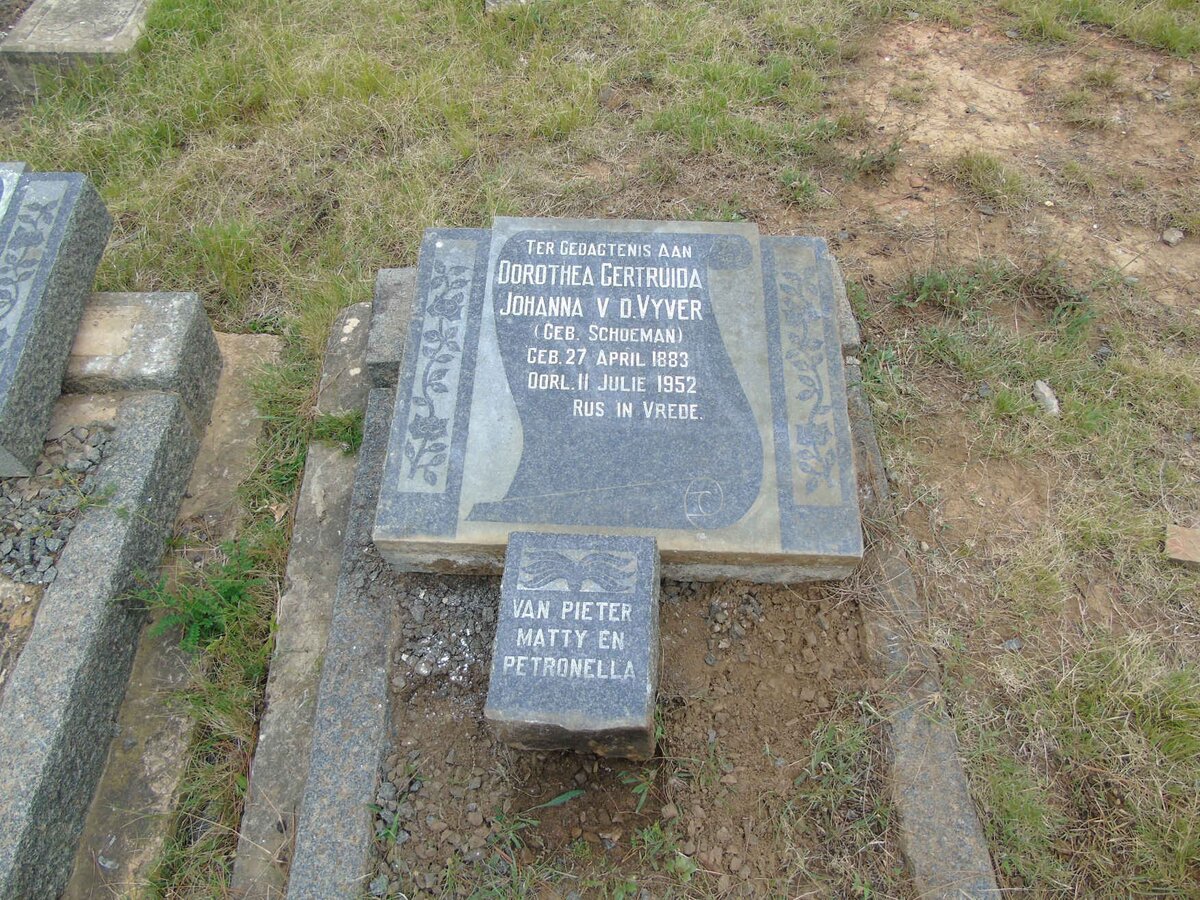 TER GEDAGTENIS AAN
DOROTHEA GERTRUIDA
JOHANNA V D. VYVER
(GEB. SCHOEMAN)
GEB. 27 APRIL 1883
OORL. 11 JULIE 1952
RUS IN VREDE.
VAN PIETER
MATTY EN
PETRONELLA